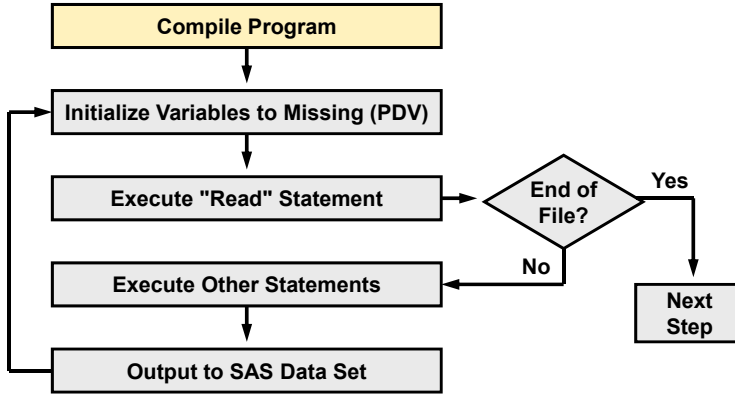 Compile Program
Initialize Variables to Missing (PDV)
Execute "Read" Statement
End of
File?
Yes
No
Execute Other Statements
Next
Step
Output to SAS Data Set